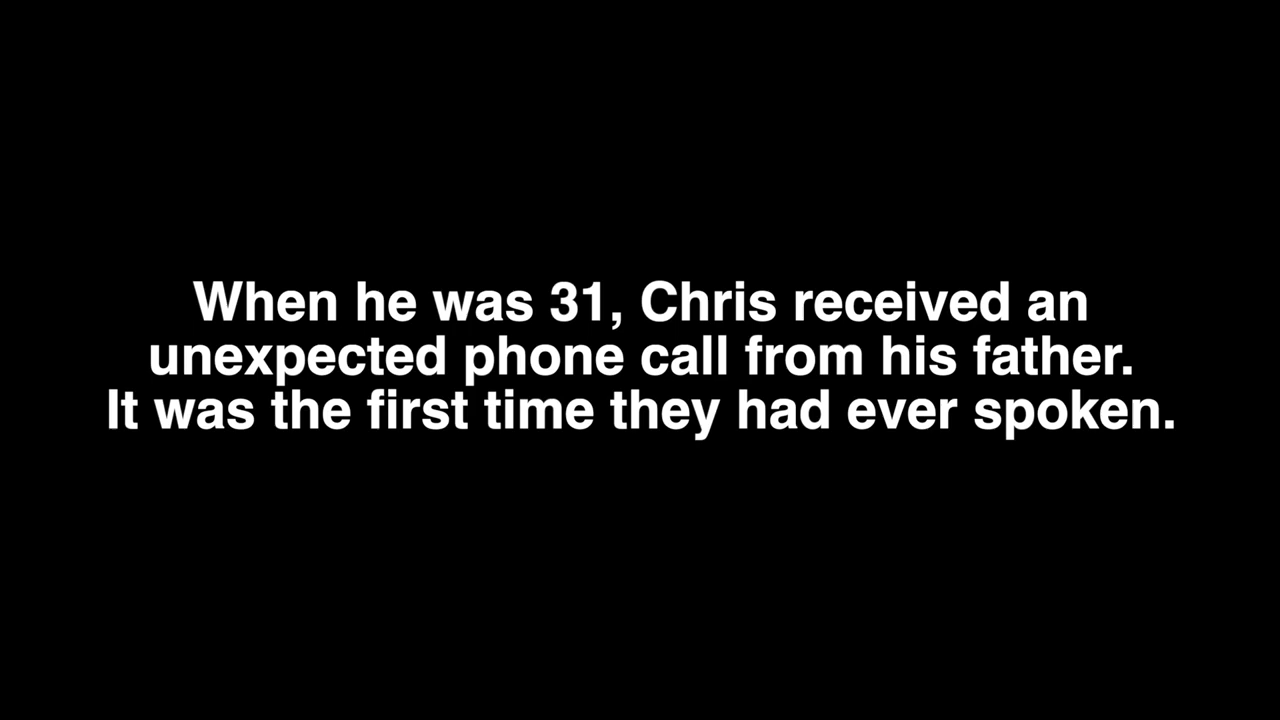 When he was 31, Chris received an
unexpected phone call from his father.
It was the first time they had ever spoken.